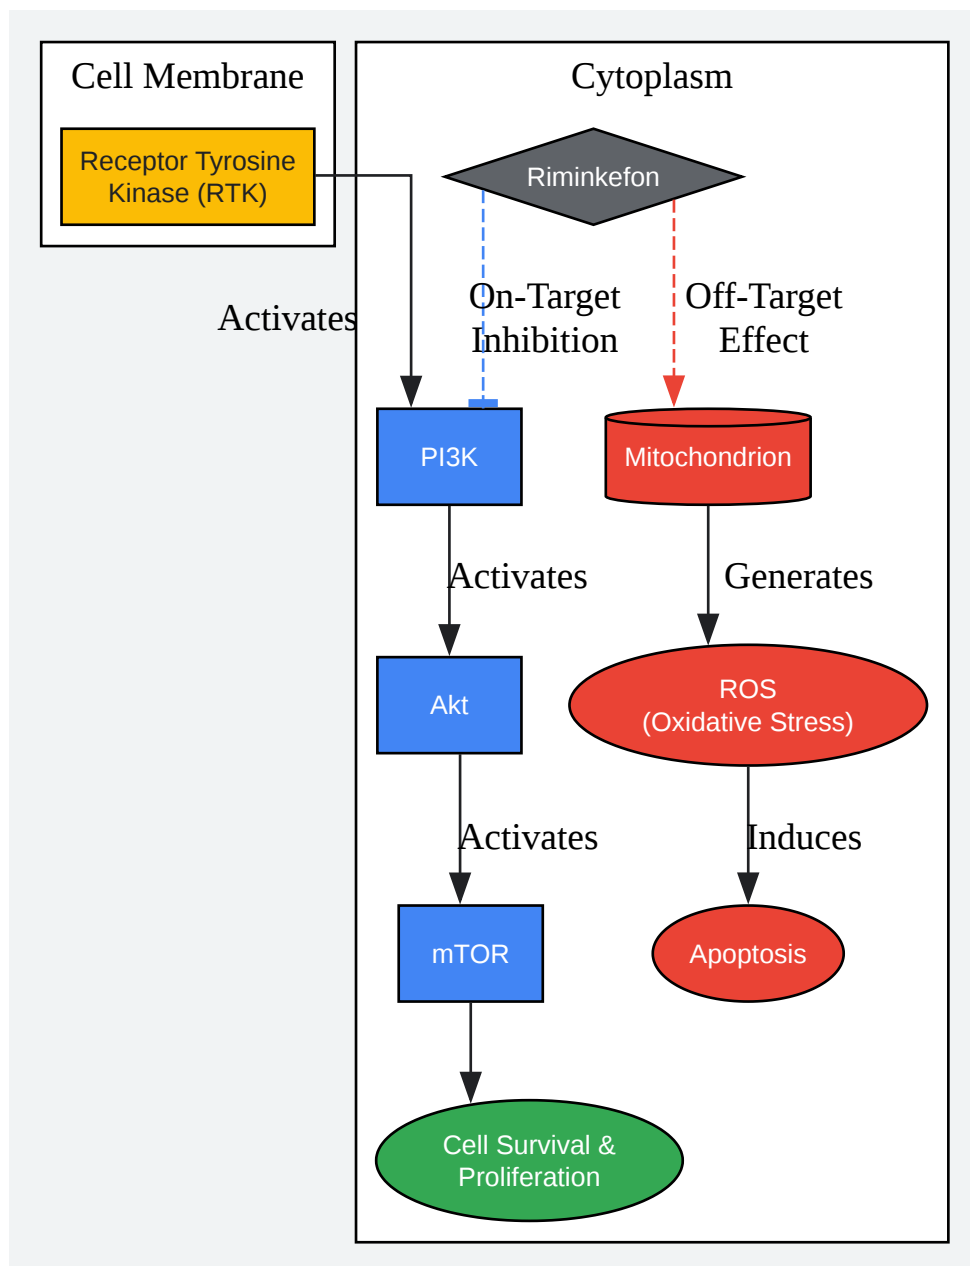 Cell Membrane
Cytoplasm
Receptor Tyrosine
Kinase (RTK)
Riminkefon
Activates
On-Target
Inhibition
Off-Target
Effect
PI3K
Mitochondrion
Activates
Generates
Akt
ROS
(Oxidative Stress)
Activates
Induces
mTOR
Apoptosis
Cell Survival &
Proliferation